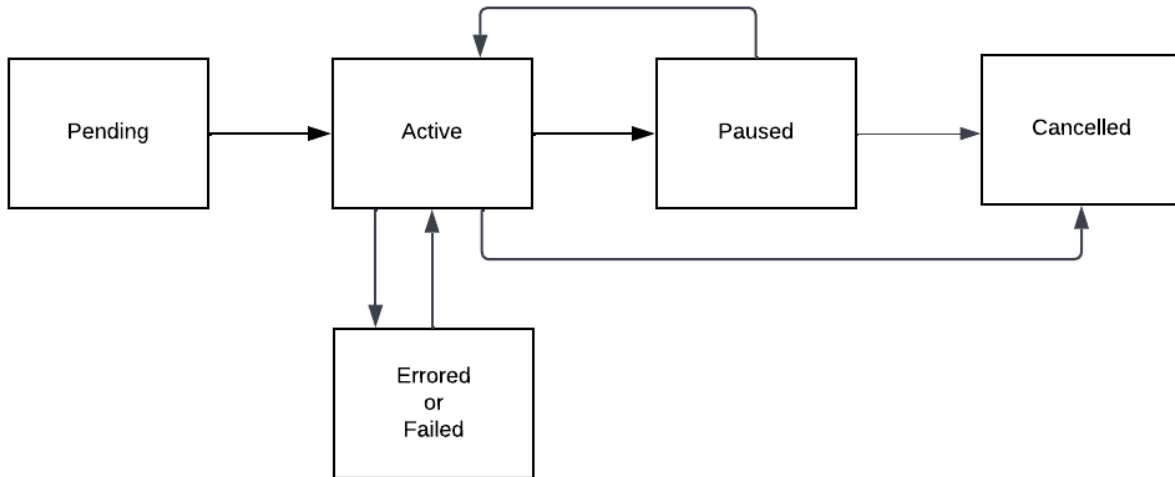 Pending
Active
Paused
Cancelled
Errored
or
Failed